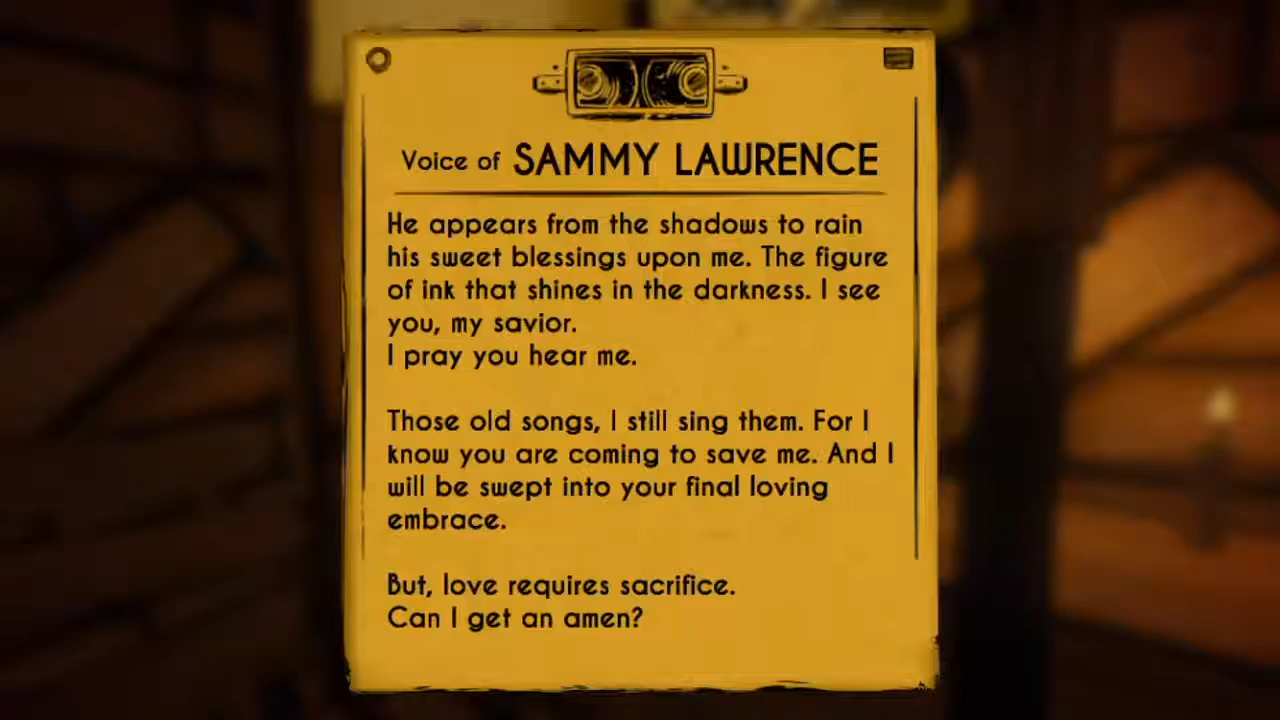 Voice of SAMMY LAWRENCE
He appears from the shadows to rain
his sweet blessings upon me. The figure
of ink that shines in the darkness. I see
you, my savior.
I pray you hear me.
Those old songs, I still sing them. For I
know you are coming to save me. And I
will be swept into your final loving
embrace.
But, love requires sacrifice.
Can I get an amen?